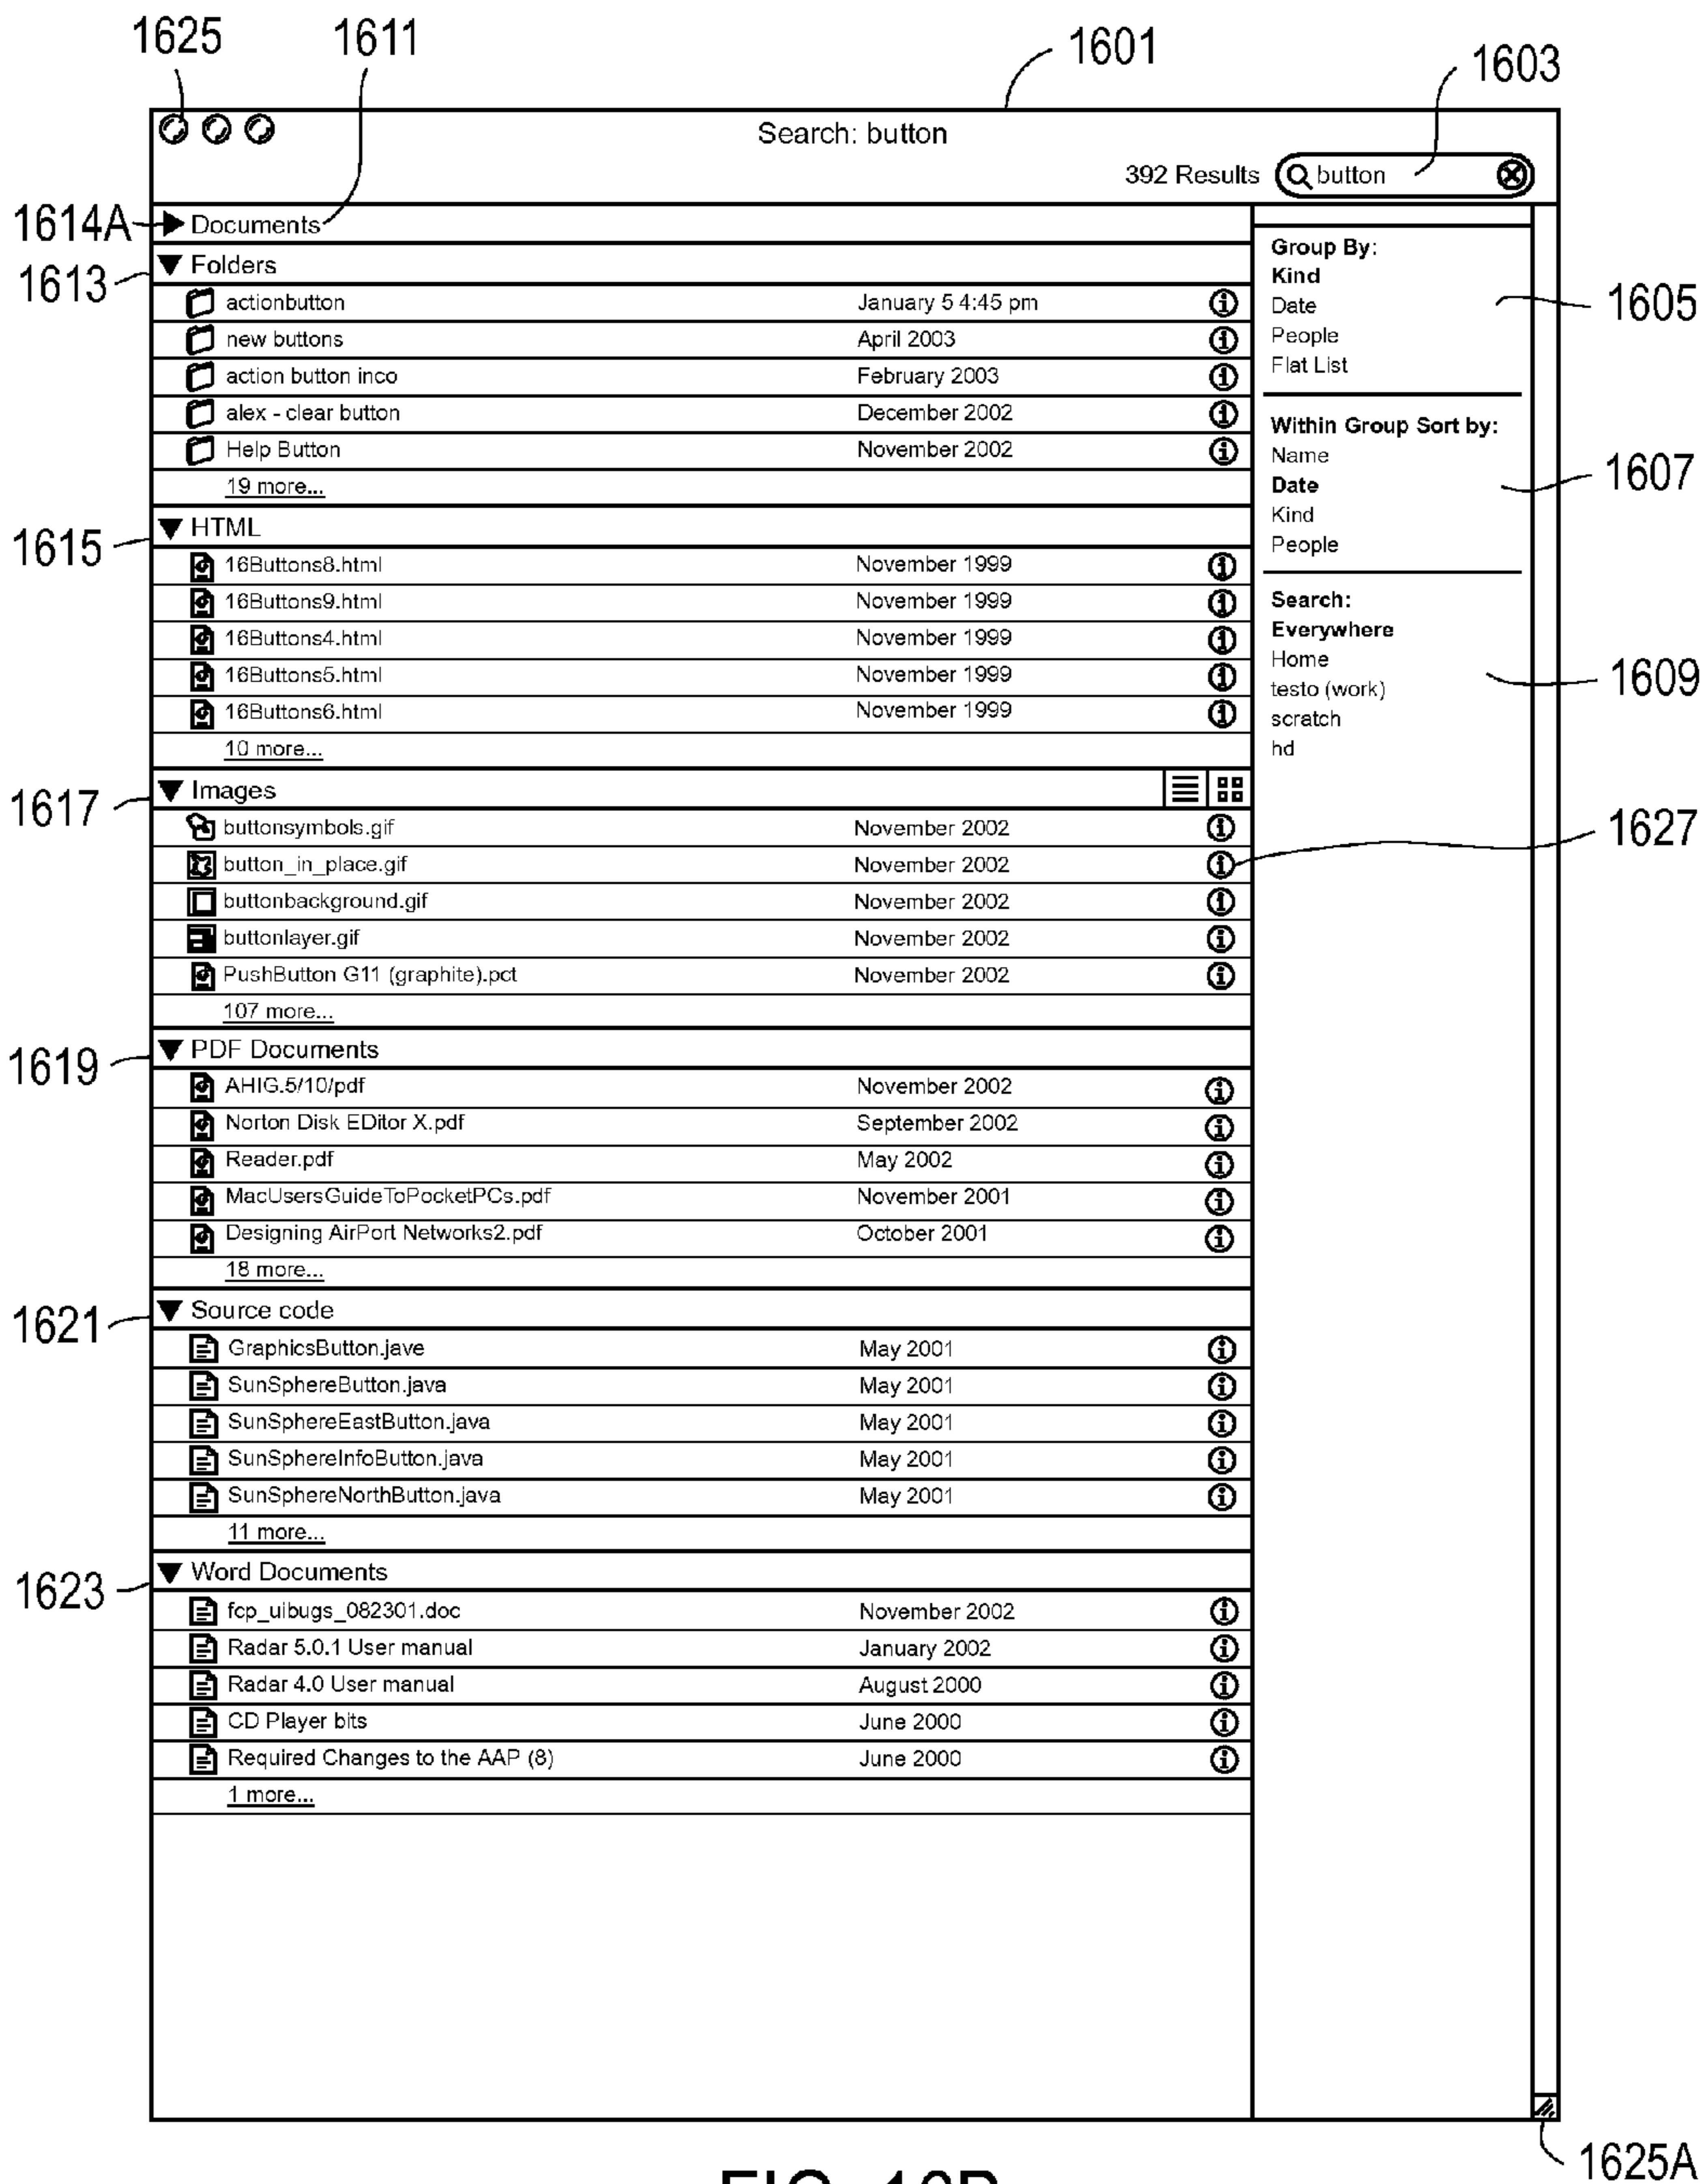 1625 1611 1601 1603
Search: button
392 Results button
1614A Documents
1613 Folders
actionbutton January 5 4:45 pm
new buttons April 2003
action button inco February 2003
alex - clear button December 2002
Help Button November 2002
19 more...
1615 HTML
16Buttons8.html November 1999
16Buttons9.html November 1999
16Buttons4.html November 1999
16Buttons5.html November 1999
16Buttons6.html November 1999
10 more...
1617 Images
buttonsymbols.gif November 2002
button_in_place.gif November 2002
buttonbackground.gif November 2002
buttonlayer.gif November 2002
PushButton G11 (graphite).pct November 2002
107 more...
1619 PDF Documents
AHIG.5/10/pdf November 2002
Norton Disk EDitor X.pdf September 2002
Reader.pdf May 2002
MacUsersGuideToPocketPCs.pdf November 2001
Designing AirPort Networks2.pdf October 2001
18 more...
1621 Source code
GraphicsButton.jave May 2001
SunSphereButton.java May 2001
SunSphereEastButton.java May 2001
SunSphereInfoButton.java May 2001
SunSphereNorthButton.java May 2001
11 more...
1623 Word Documents
fcp_uibugs_082301.doc November 2002
Radar 5.0.1 User manual January 2002
Radar 4.0 User manual August 2000
CD Player bits June 2000
Required Changes to the AAP (8) June 2000
1 more...
Group By:
Kind
Date 1605
People
Flat List
Within Group Sort by:
Name
Date 1607
Kind
People
Search:
Everywhere
Home
testo (work) 1609
scratch
hd
1627
1625A